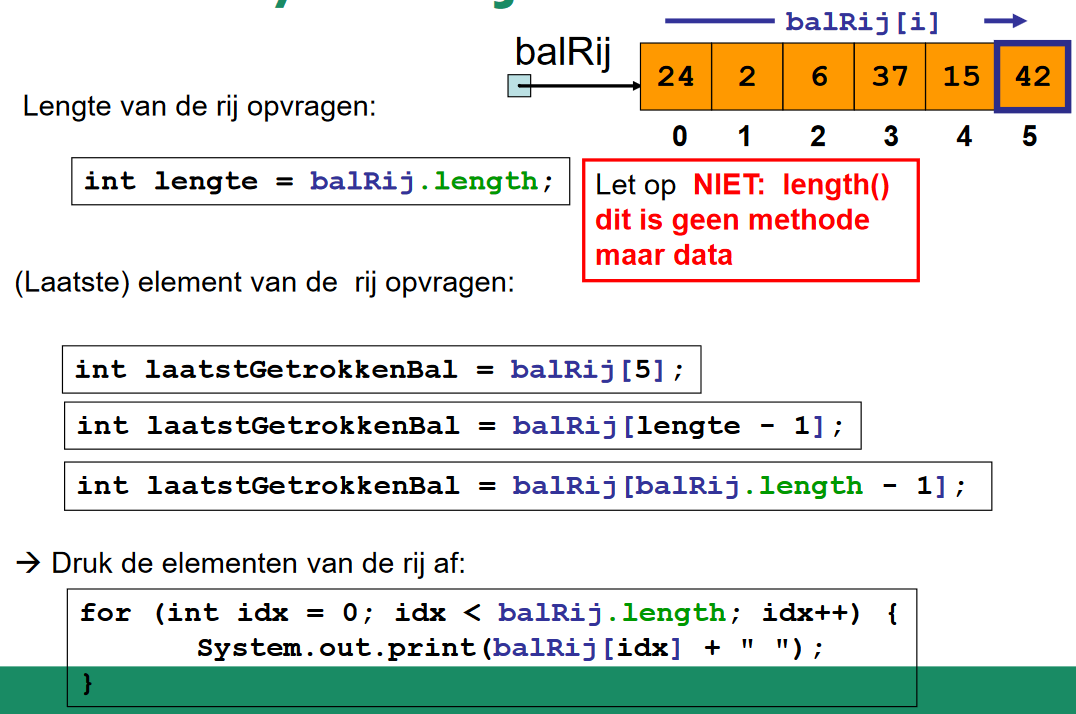 balRij[i]
balRij
24 2 6 37 15 42
0 1 2 3 4 5
Lengte van de rij opvragen:
int lengte = balRij.length;
Let op NIET: length()
dit is geen methode
maar data
(Laatste) element van de rij opvragen:
int laatstGetrokkenBal = balRij[5];
int laatstGetrokkenBal = balRij[lengte - 1];
int laatstGetrokkenBal = balRij[balRij.length - 1];
→ Druk de elementen van de rij af:
for (int idx = 0; idx < balRij.length; idx++) {
System.out.print(balRij[idx] + " ");
}